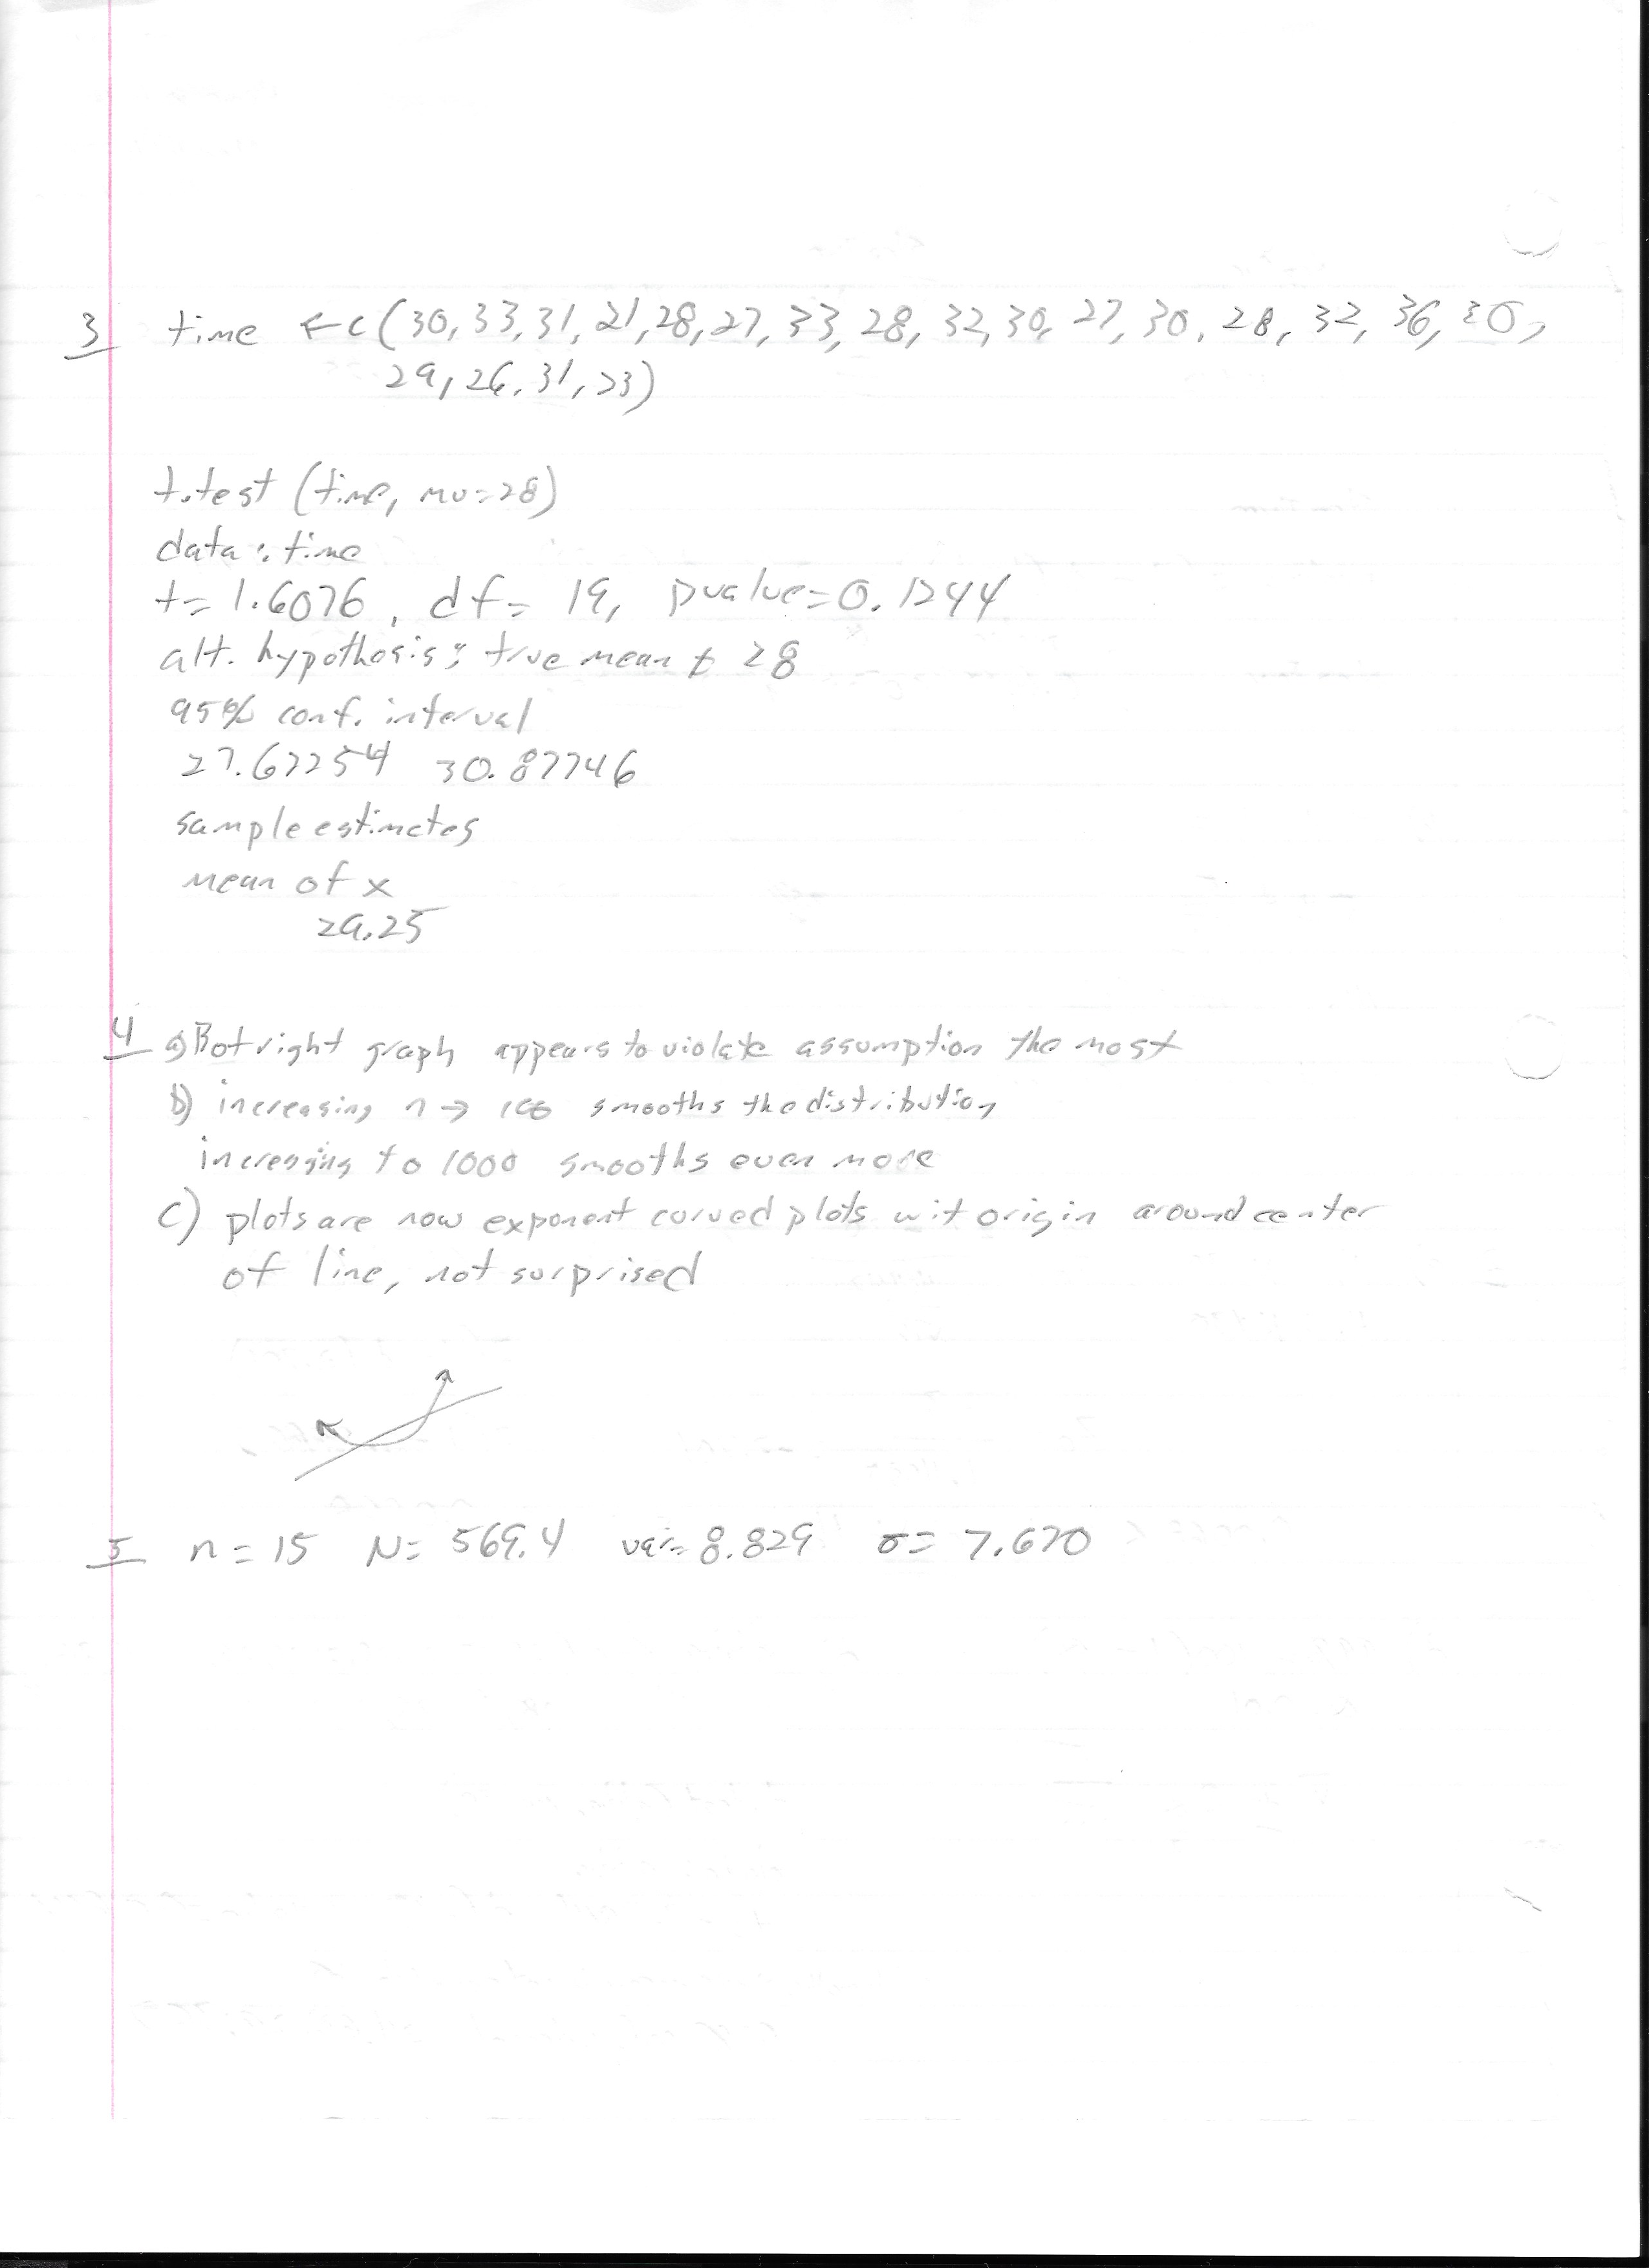 3 time <-c(30, 33, 31, 21, 28, 27, 33, 28, 32, 30, 27, 30, 28, 32, 36, 30,
29, 26, 31, 23)
t.test (time, mu=28)
data: time
t= 1.6076, df= 19, pvalue=0.1244
alt. hypothosis: true mean ≠ 28
95% conf. interval
27.62254 30.87746
sample estimates
mean of x
29.25
4 a) Bot right graph appears to violate assumption the most
b) increasing n → 100 smooths the distribution
increasing to 1000 smooths even more
c) plots are now exponent curved plots wit origin around center
of line, not surprised
5 n=15 N= 569.4 var= 8.829 σ= 7.670